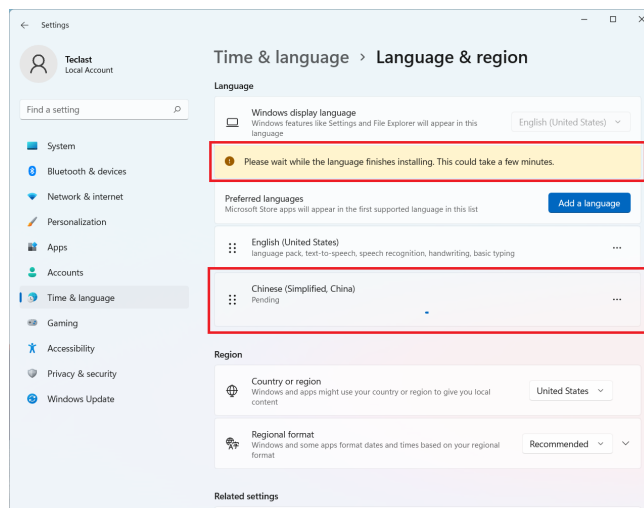 Settings
Teclast
Local Account
Find a setting
System
Bluetooth & devices
Network & internet
Personalization
Apps
Accounts
Time & language
Gaming
Accessibility
Privacy & security
Windows Update
Time & language > Language & region
Language
Windows display language
Windows features like Settings and File Explorer will appear in this
language
English (United States)
Please wait while the language finishes installing. This could take a few minutes.
Preferred languages
Microsoft Store apps will appear in the first supported language in this list
Add a language
English (United States)
language pack, text-to-speech, speech recognition, handwriting, basic typing
Chinese (Simplified, China)
Pending
Region
Country or region
Windows and apps might use your country or region to give you local
content
United States
Regional format
Windows and some apps format dates and times based on your regional
format
Recommended
Related settings